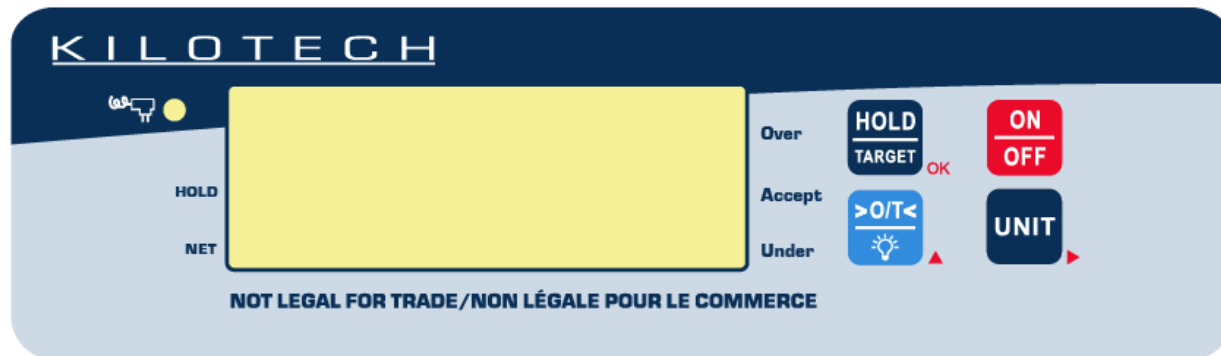 KILOTECH
Over
HOLD
TARGET
OK
ON
OFF
HOLD
Accept
>O/T<
UNIT
NET
Under
NOT LEGAL FOR TRADE/NON LÉGALE POUR LE COMMERCE